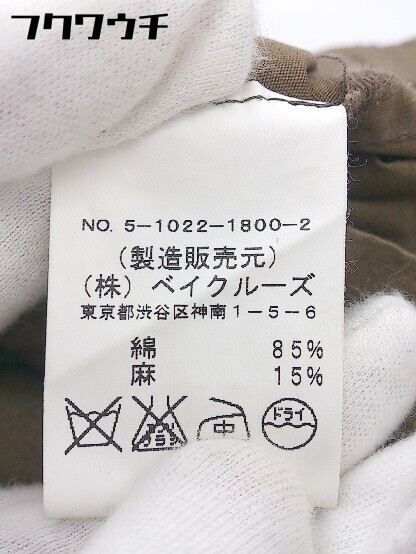 フクワウチ
NO. 5-1022-1800-2
(製造販売元)
(株) ベイクルーズ
東京都渋谷区神南1-5-6
綿 85%
麻 15%
中 ドライ